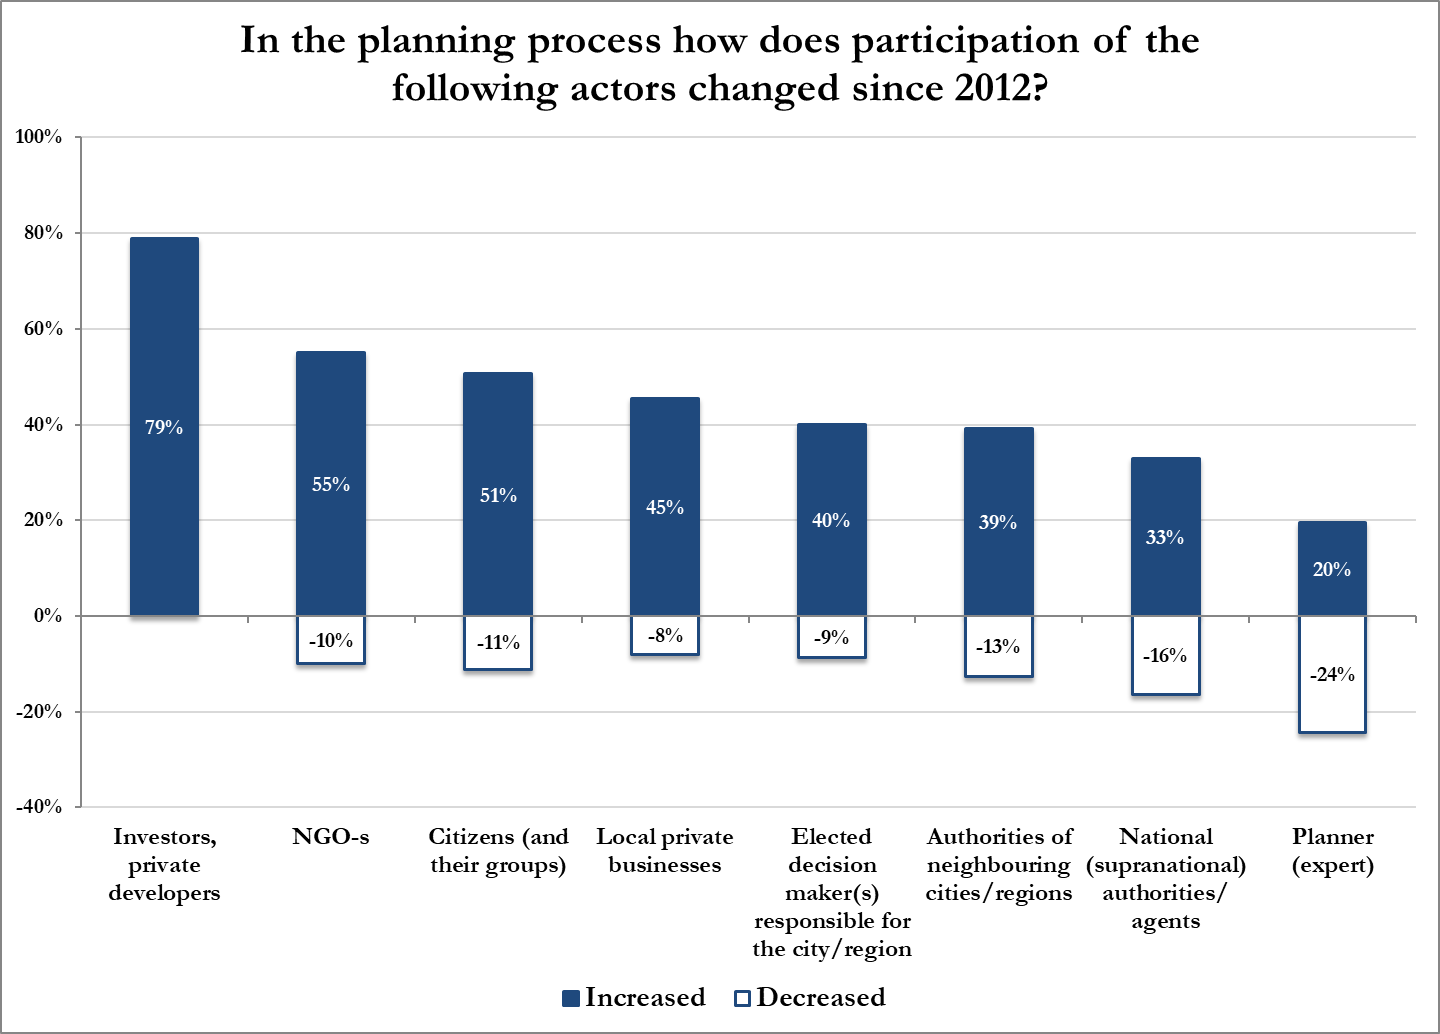 In the planning process how does participation of the
following actors changed since 2012?
100%
80%
60%
40%
20%
0%
-20%
-40%
79%
55%
51%
45%
40%
39%
33%
20%
-10%
-11%
-8%
-9%
-13%
-16%
-24%
Investors,
private
developers
NGO-s
Citizens (and
their groups)
Local private
businesses
Elected
decision
maker(s)
responsible for
the city/region
Authorities of
neighbouring
cities/regions
National
(supranational)
authorities/
agents
Planner
(expert)
Increased
Decreased